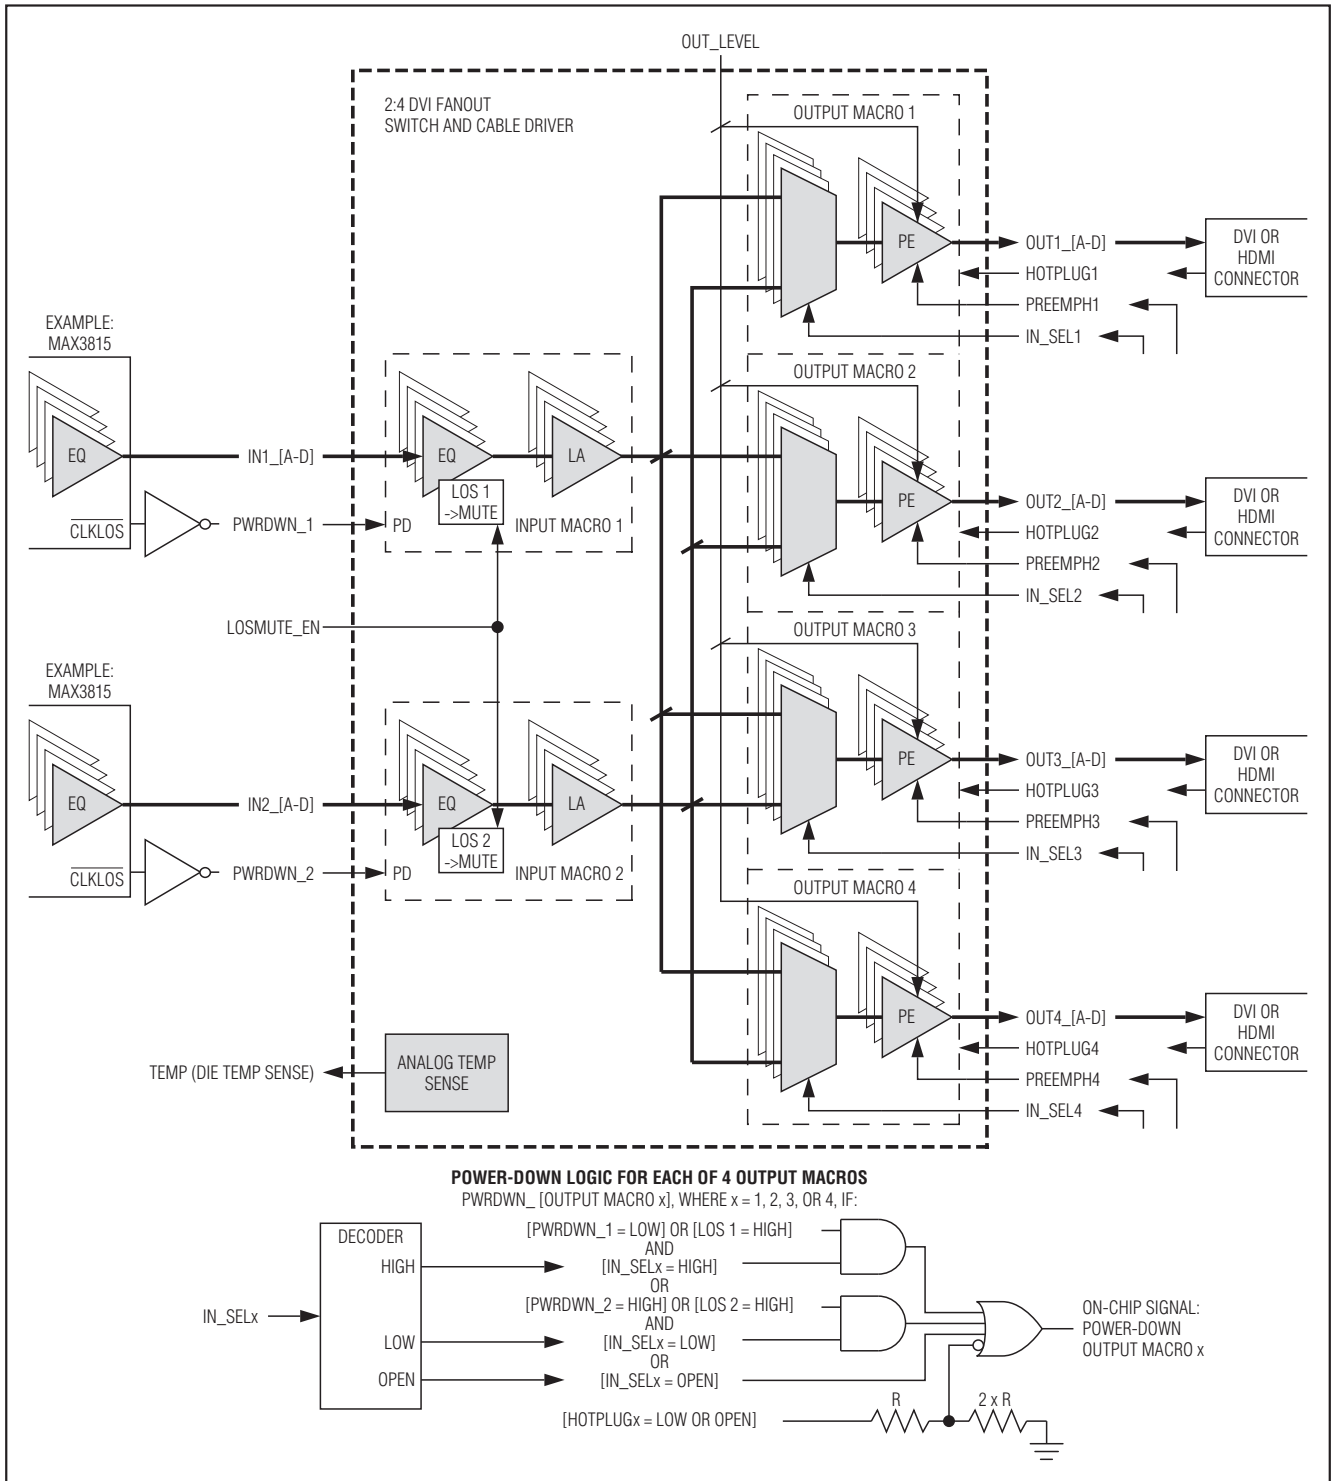 OUT_LEVEL
2:4 DVI FANOUT
SWITCH AND CABLE DRIVER
OUTPUT MACRO 1
PE
OUT1_[A-D]
HOTPLUG1
PREEMPH1
IN_SEL1
DVI OR
HDMI
CONNECTOR
EXAMPLE:
MAX3815
EQ
CLKLOS
IN1_[A-D]
PWRDWN_1
PD
EQ
LOS 1
->MUTE
LA
INPUT MACRO 1
OUTPUT MACRO 2
PE
OUT2_[A-D]
HOTPLUG2
PREEMPH2
IN_SEL2
DVI OR
HDMI
CONNECTOR
LOSMUTE_EN
OUTPUT MACRO 3
PE
OUT3_[A-D]
HOTPLUG3
PREEMPH3
IN_SEL3
DVI OR
HDMI
CONNECTOR
EXAMPLE:
MAX3815
EQ
CLKLOS
IN2_[A-D]
PWRDWN_2
PD
EQ
LOS 2
->MUTE
LA
INPUT MACRO 2
OUTPUT MACRO 4
PE
OUT4_[A-D]
HOTPLUG4
PREEMPH4
IN_SEL4
DVI OR
HDMI
CONNECTOR
TEMP (DIE TEMP SENSE)
ANALOG TEMP
SENSE
POWER-DOWN LOGIC FOR EACH OF 4 OUTPUT MACROS
PWRDWN_ [OUTPUT MACRO x], WHERE x = 1, 2, 3, OR 4, IF:
IN_SELx
DECODER
HIGH
LOW
OPEN
[PWRDWN_1 = LOW] OR [LOS 1 = HIGH]
AND
[IN_SELx = HIGH]
OR
[PWRDWN_2 = HIGH] OR [LOS 2 = HIGH]
AND
[IN_SELx = LOW]
OR
[IN_SELx = OPEN]
[HOTPLUGx = LOW OR OPEN]
R
2 x R
ON-CHIP SIGNAL:
POWER-DOWN
OUTPUT MACRO x